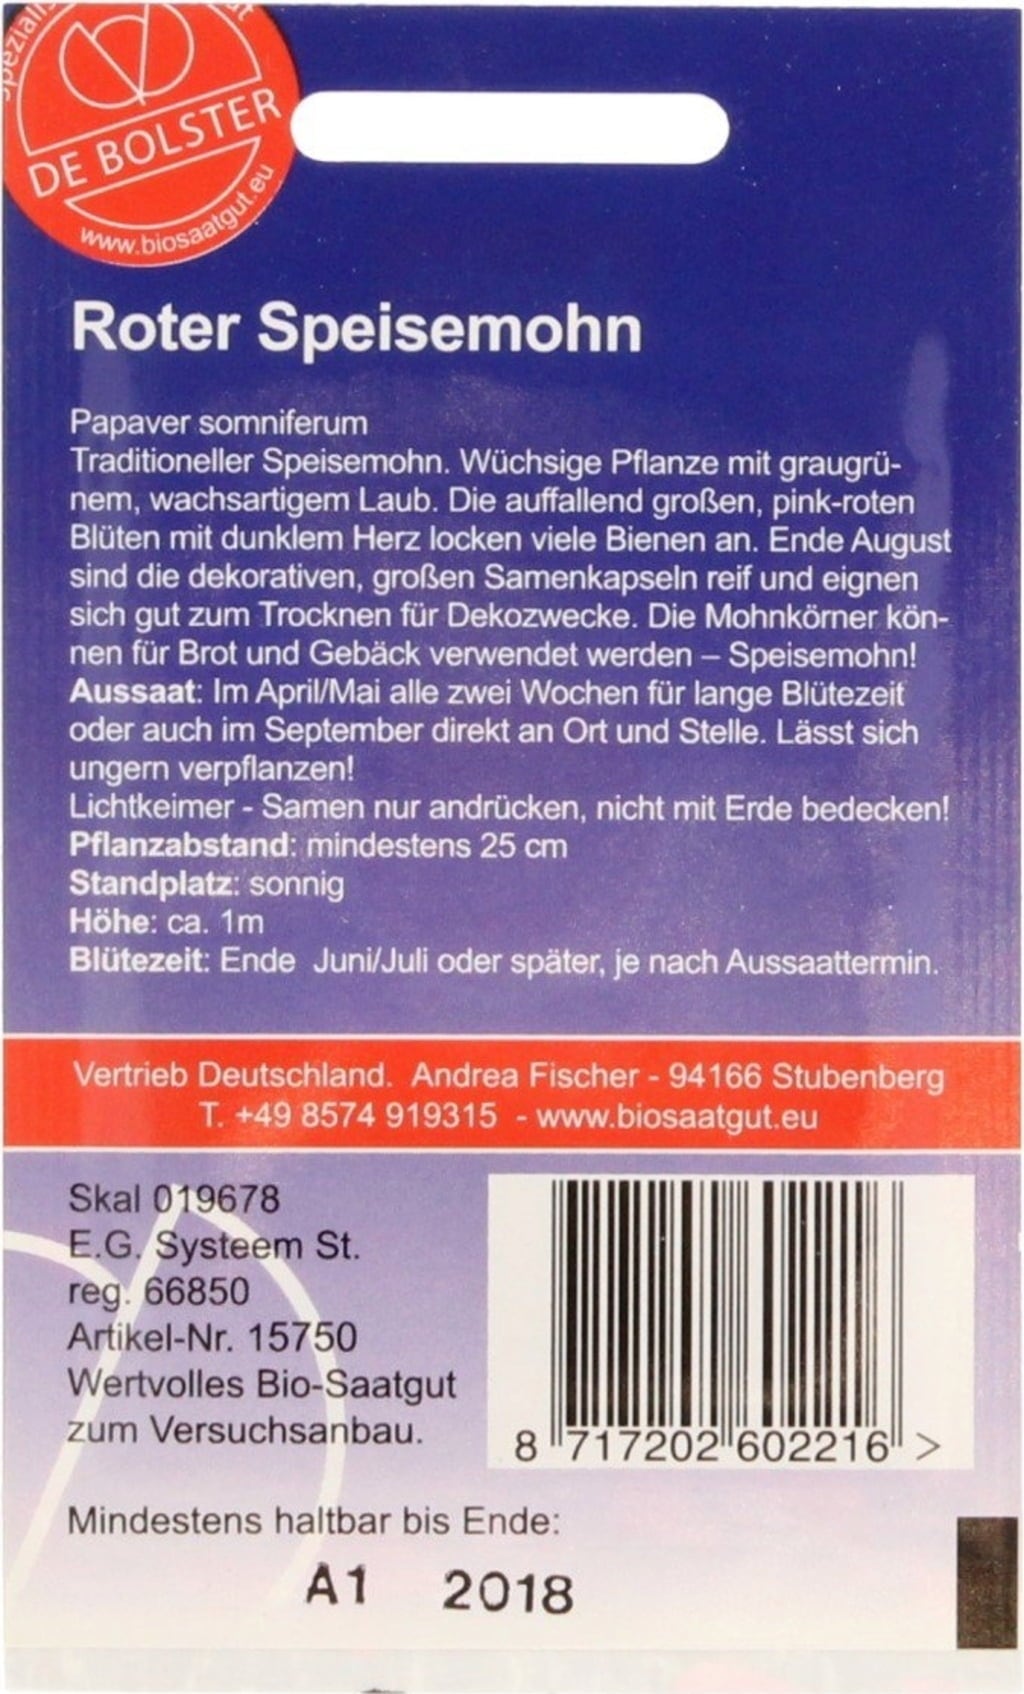 DE BOLSTER
www.biosaatgut.eu
Roter Speisemohn
Papaver somniferum
Traditioneller Speisemohn. Wüchsige Pflanze mit graugrü-
nem, wachsartigem Laub. Die auffallend großen, pink-roten
Blüten mit dunklem Herz locken viele Bienen an. Ende August
sind die dekorativen, großen Samenkapseln reif und eignen
sich gut zum Trocknen für Dekozwecke. Die Mohnkörner kön-
nen für Brot und Gebäck verwendet werden – Speisemohn!
Aussaat: Im April/Mai alle zwei Wochen für lange Blütezeit
oder auch im September direkt an Ort und Stelle. Lässt sich
ungern verpflanzen!
Lichtkeimer - Samen nur andrücken, nicht mit Erde bedecken!
Pflanzabstand: mindestens 25 cm
Standplatz: sonnig
Höhe: ca. 1m
Blütezeit: Ende Juni/Juli oder später, je nach Aussaattermin.
Vertrieb Deutschland. Andrea Fischer - 94166 Stubenberg
T. +49 8574 919315 - www.biosaatgut.eu
Skal 019678
E.G. Systeem St.
reg. 66850
Artikel-Nr. 15750
Wertvolles Bio-Saatgut
zum Versuchsanbau.
8 717202 602216 >
Mindestens haltbar bis Ende:
A1 2018